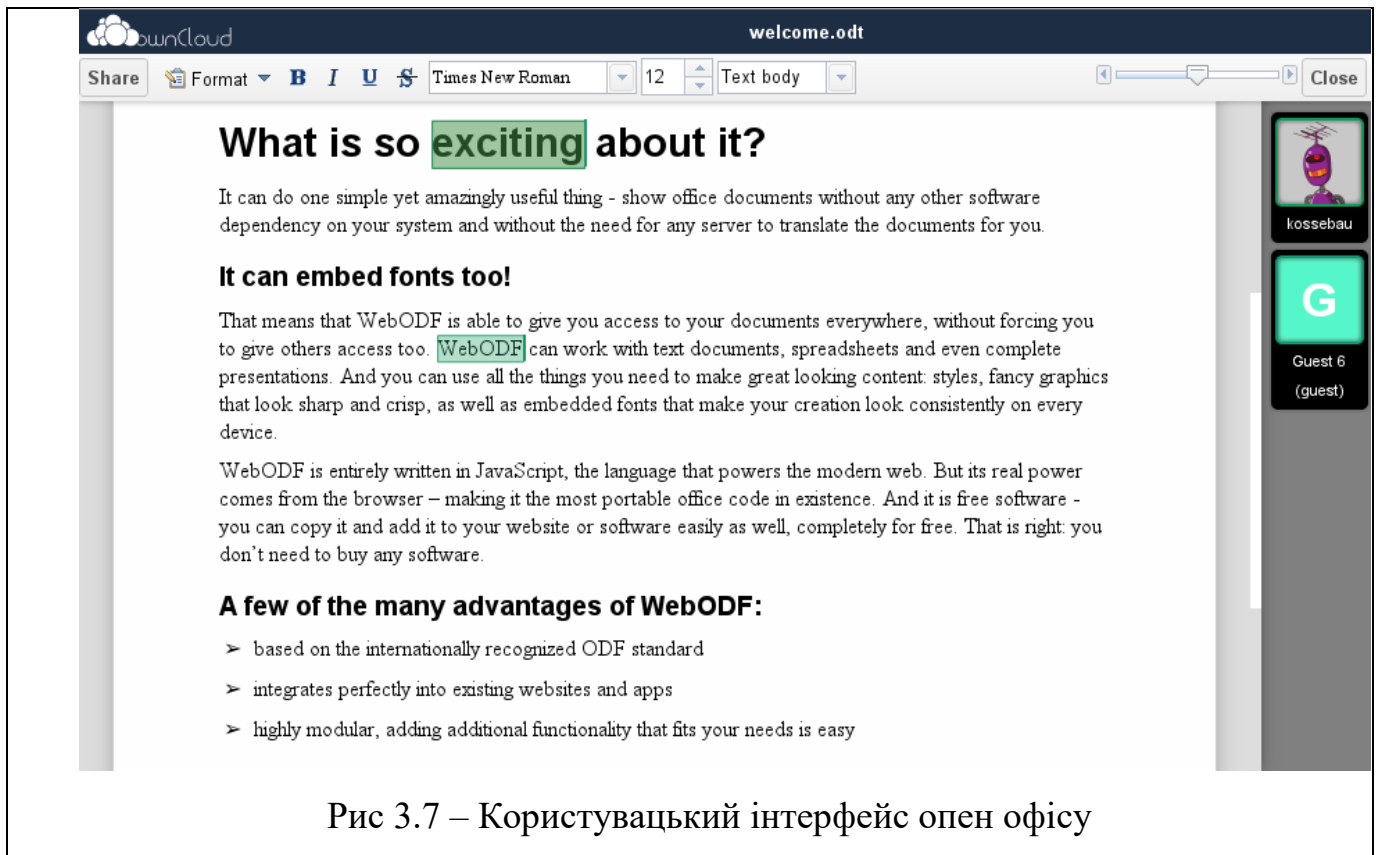 ownCloud
welcome.odt
Share Format B I U S Times New Roman 12 Text body Close
What is so exciting about it?
It can do one simple yet amazingly useful thing - show office documents without any other software
dependency on your system and without the need for any server to translate the documents for you.
It can embed fonts too!
That means that WebODF is able to give you access to your documents everywhere, without forcing you
to give others access too. WebODF can work with text documents, spreadsheets and even complete
presentations. And you can use all the things you need to make great looking content: styles, fancy graphics
that look sharp and crisp, as well as embedded fonts that make your creation look consistently on every
device.
WebODF is entirely written in JavaScript, the language that powers the modern web. But its real power
comes from the browser – making it the most portable office code in existence. And it is free software -
you can copy it and add it to your website or software easily as well, completely for free. That is right: you
don't need to buy any software.
A few of the many advantages of WebODF:
➢ based on the internationally recognized ODF standard
➢ integrates perfectly into existing websites and apps
➢ highly modular, adding additional functionality that fits your needs is easy
kossebau
G
Guest 6
(guest)
Рис 3.7 – Користувацький інтерфейс опен офісу